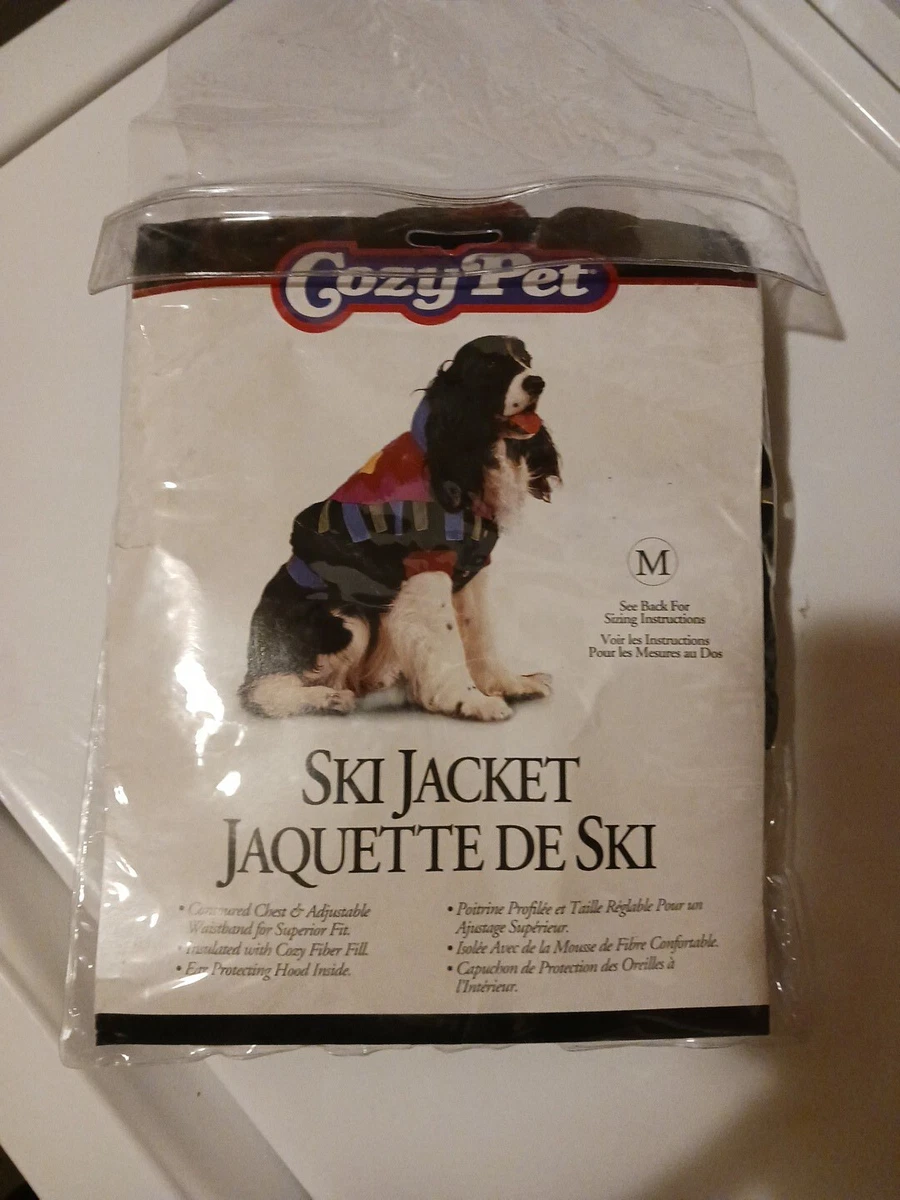 Cozy Pet
M
See Back For
Sizing Instructions
Voir les Instructions
Pour les Mesures au Dos
SKI JACKET
JAQUETTE DE SKI
• Contoured Chest & Adjustable
Waistband for Superior Fit.
• Insulated with Cozy Fiber Fill.
• Ear Protecting Hood Inside.
• Poitrine Profilée et Taille Réglable Pour un
Ajustage Supérieur.
• Isolée Avec de la Mousse de Fibre Confortable.
• Capuchon de Protection des Oreilles à
l'Intérieur.